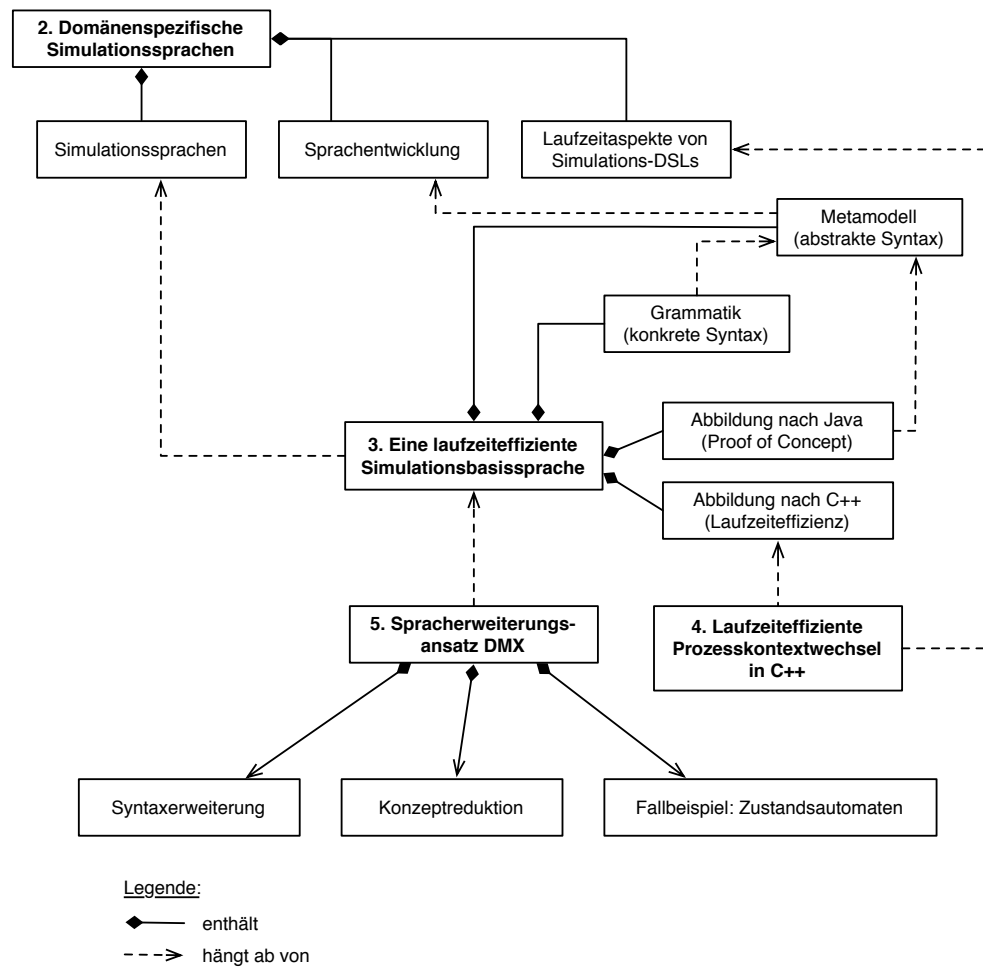 2. Domänenspezifische
Simulationssprachen
Simulationssprachen
Sprachentwicklung
Laufzeitaspekte von
Simulations-DSLs
Metamodell
(abstrakte Syntax)
Grammatik
(konkrete Syntax)
3. Eine laufzeiteffiziente
Simulationsbasissprache
Abbildung nach Java
(Proof of Concept)
Abbildung nach C++
(Laufzeiteffizienz)
5. Spracherweiterungs-
ansatz DMX
4. Laufzeiteffiziente
Prozesskontextwechsel
in C++
Syntaxerweiterung
Konzeptreduktion
Fallbeispiel: Zustandsautomaten
Legende:
enthält
hängt ab von